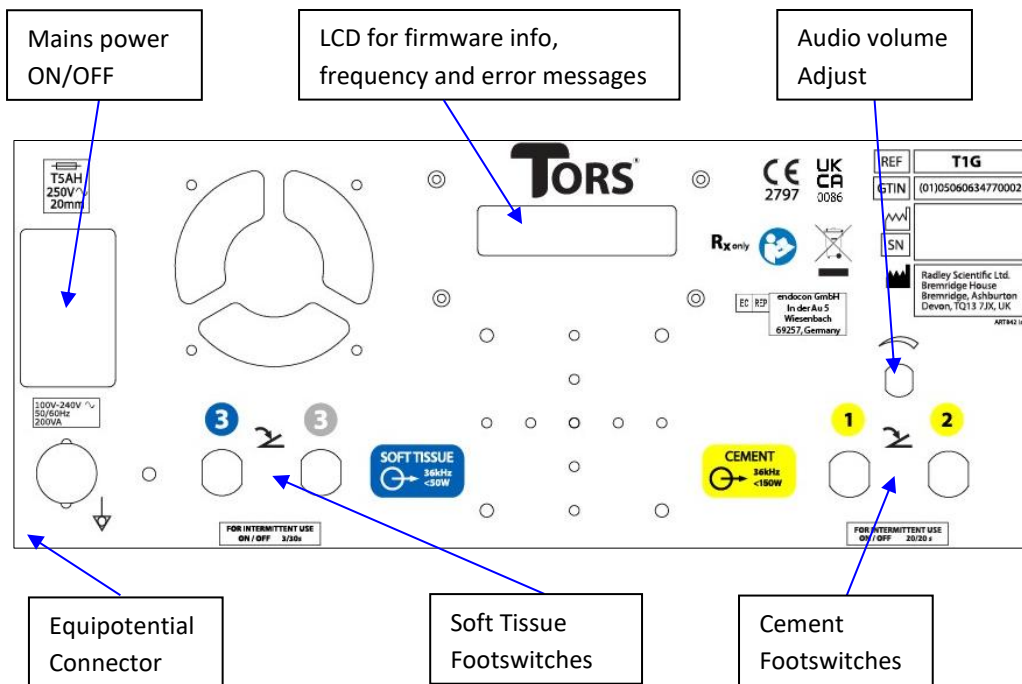 Mains power
ON/OFF
LCD for firmware info,
frequency and error messages
Audio volume
Adjust
T5AH
250V
20mm
TORS®
CE
2797
UK
CA
0086
REF
T1G
GTIN
(01)05060634770002
SN
Rx only
Radley Scientific Ltd.
Bremridge House
Bremridge, Ashburton
Devon, TQ13 7JX, UK
EC REP
endocon GmbH
In der Au 5
Wiesenbach
69257, Germany
ART842
100V-240V
50/60Hz
200VA
3
3
SOFT TISSUE
36kHz
<50W
CEMENT
36kHz
<150W
1
2
FOR INTERMITTENT USE
ON / OFF 3/30s
FOR INTERMITTENT USE
ON / OFF 20/20 s
Equipotential
Connector
Soft Tissue
Footswitches
Cement
Footswitches